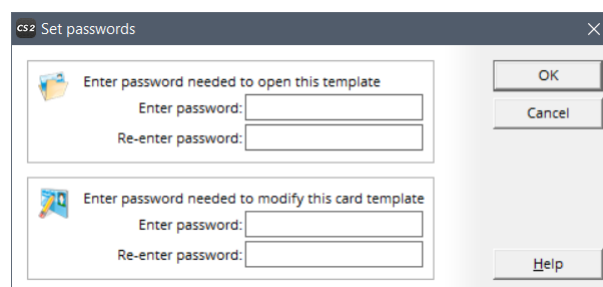 CS2 Set passwords
Enter password needed to open this template
Enter password:
Re-enter password:
OK
Cancel
Enter password needed to modify this card template
Enter password:
Re-enter password:
Help